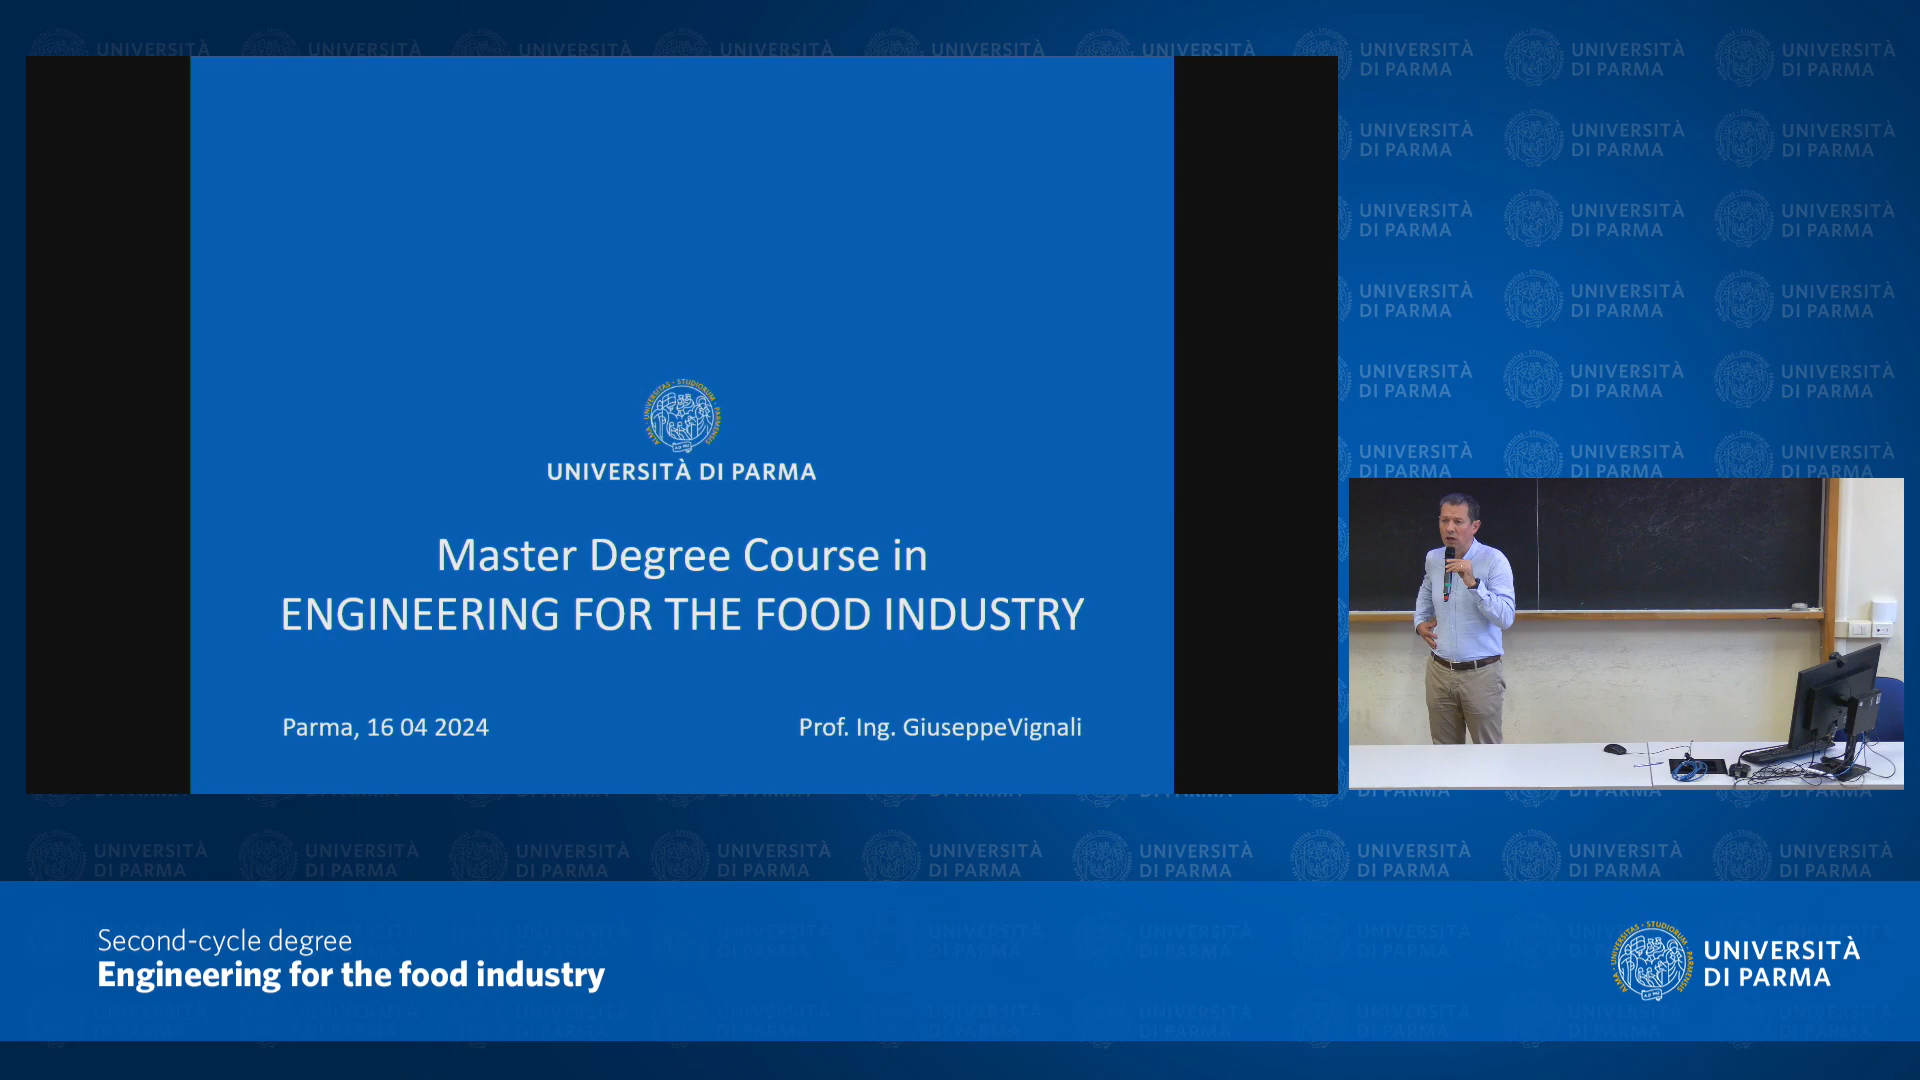 UNIVERSITÀ DI PARMA
Master Degree Course in
ENGINEERING FOR THE FOOD INDUSTRY
Parma, 16 04 2024
Prof. Ing. GiuseppeVignali
Second-cycle degree
Engineering for the food industry
UNIVERSITÀ
DI PARMA